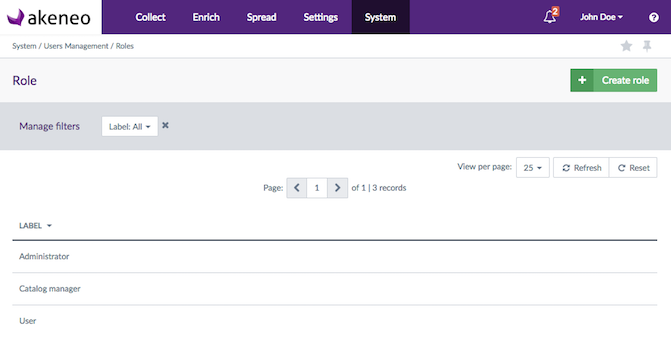 akeneo Collect Enrich Spread Settings System 2 John Doe ?
System / Users Management / Roles
Role + Create role
Manage filters Label: All
View per page: 25 Refresh Reset
Page: 1 of 1 | 3 records
LABEL
Administrator
Catalog manager
User